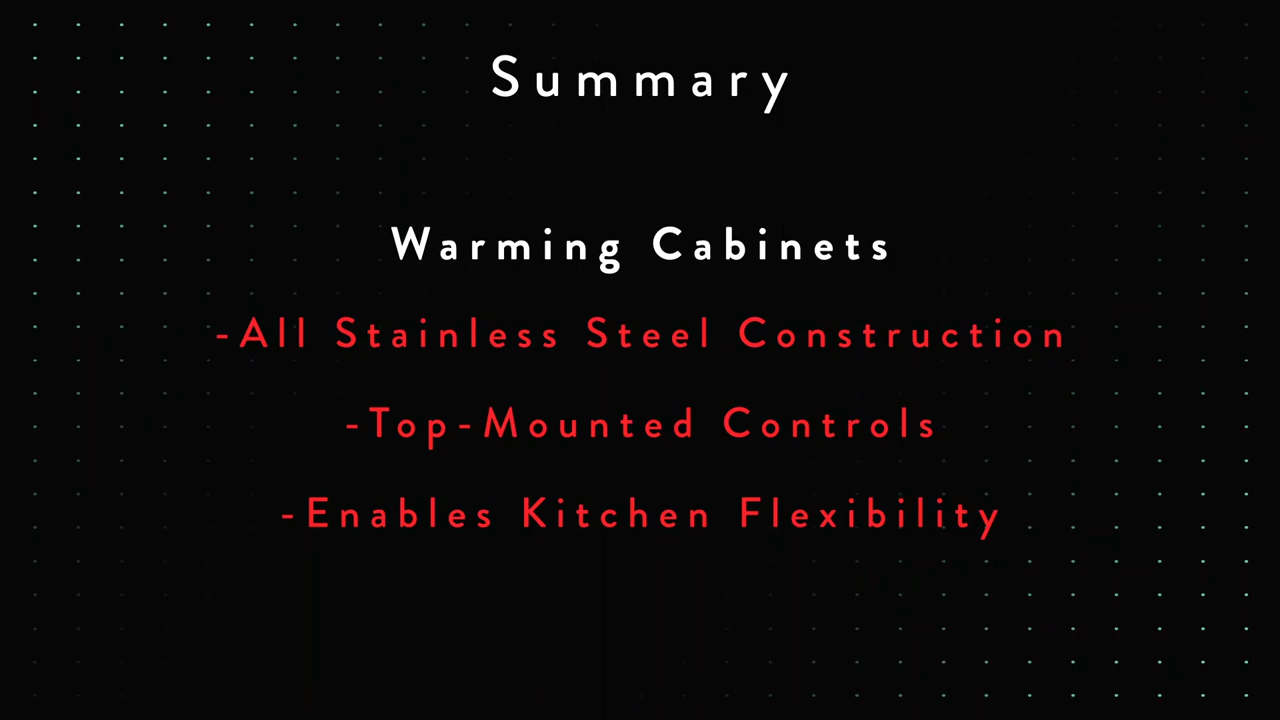 Summary
Warming Cabinets
-All Stainless Steel Construction
-Top-Mounted Controls
-Enables Kitchen Flexibility